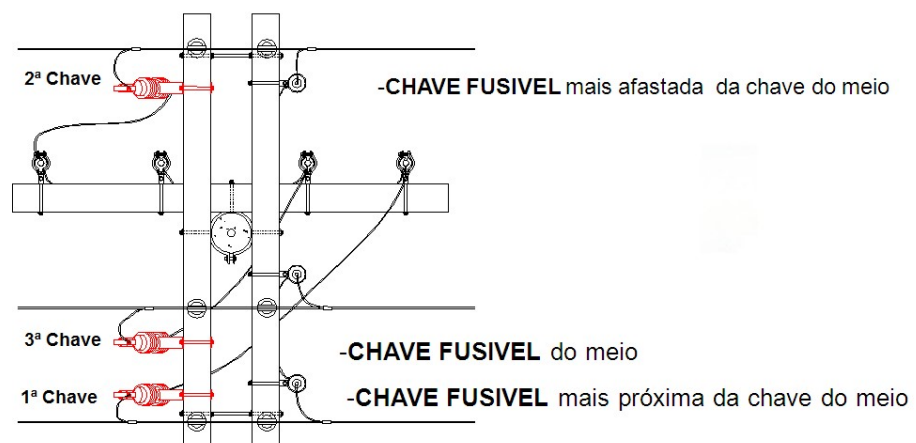 2ª Chave
-CHAVE FUSIVEL mais afastada da chave do meio
3ª Chave
-CHAVE FUSIVEL do meio
1ª Chave
-CHAVE FUSIVEL mais próxima da chave do meio